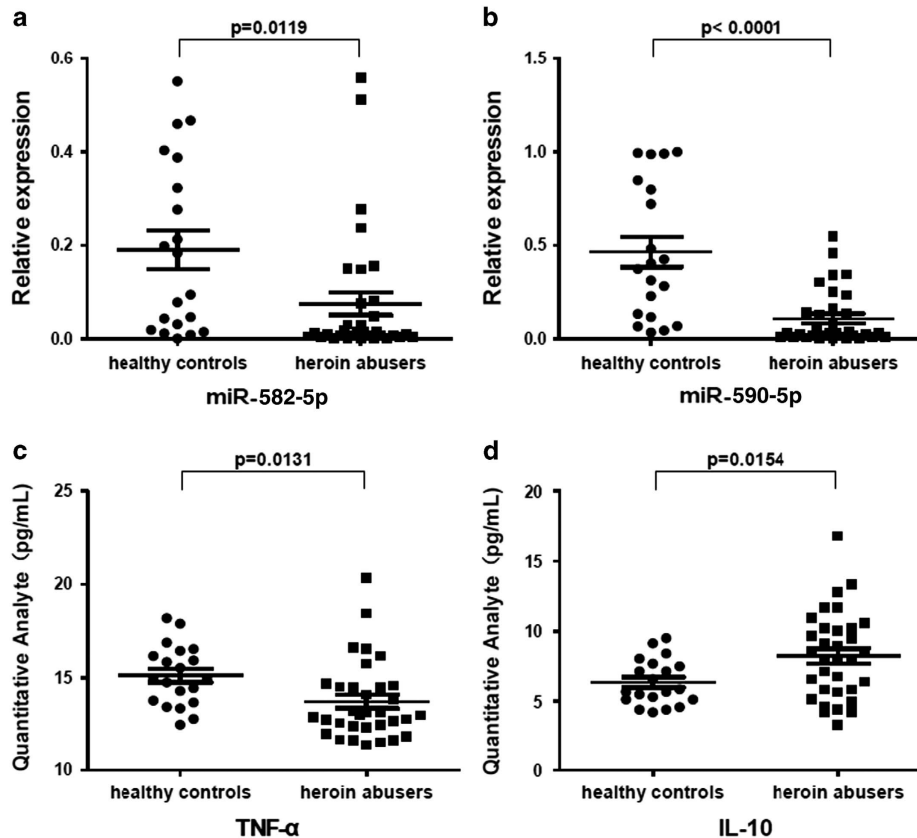 a
p=0.0119
Relative expression
0.6
0.4
0.2
0.0
healthy controls heroin abusers
miR-582-5p
b
p< 0.0001
Relative expression
1.5
1.0
0.5
0.0
healthy controls heroin abusers
miR-590-5p
c
p=0.0131
Quantitative Analyte (pg/mL)
25
20
15
10
healthy controls heroin abusers
TNF-α
d
p=0.0154
Quantitative Analyte (pg/mL)
20
15
10
5
0
healthy controls heroin abusers
IL-10